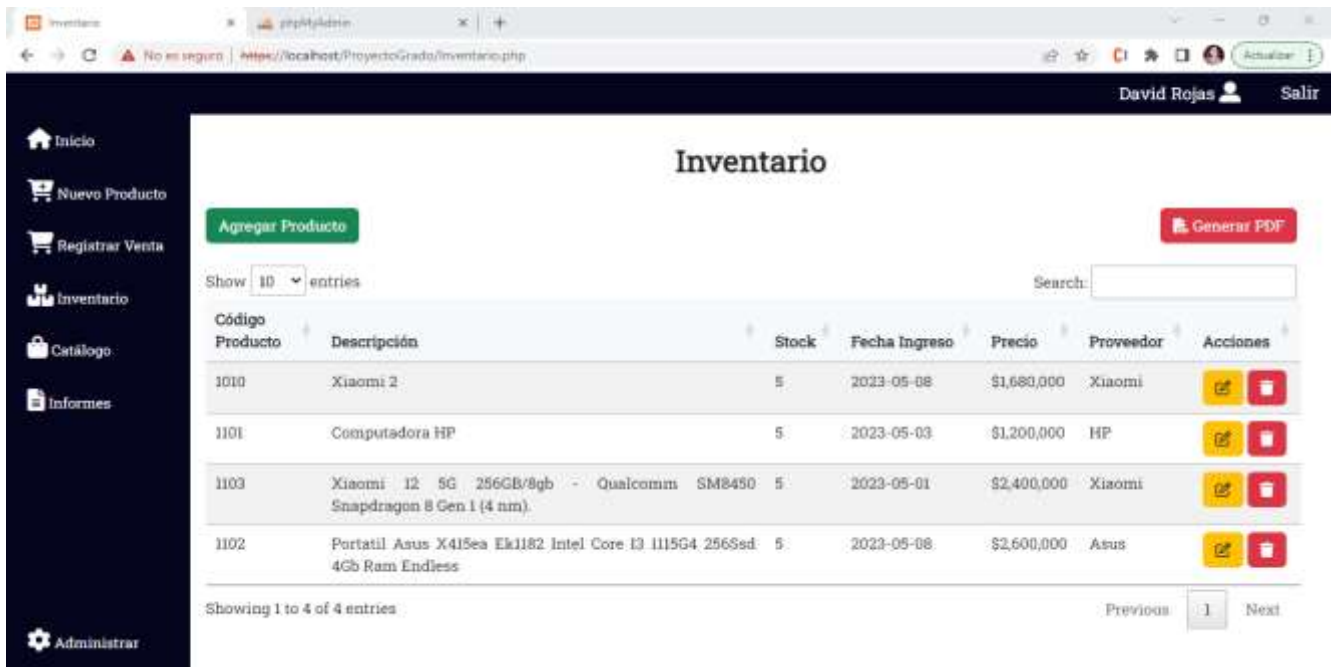 Inventario
phpMyAdmin
No es seguro | https://localhost/ProyectoGrado/Inventario.php
Actualizar
David Rojas
Salir
Inicio
Nuevo Producto
Registrar Venta
Inventario
Catálogo
Informes
Administrar
Inventario
Agregar Producto
Generar PDF
Show 10 entries
Search:
Código Producto Descripción Stock Fecha Ingreso Precio Proveedor Acciones
1010 Xiaomi 2 5 2023-05-08 $1,680,000 Xiaomi
1101 Computadora HP 5 2023-05-03 $1,200,000 HP
1103 Xiaomi 12 5G 256GB/8gb - Qualcomm SM8450 5 2023-05-01 $2,400,000 Xiaomi
Snapdragon 8 Gen 1 (4 nm).
1102 Portatil Asus X415ea Ek1182 Intel Core I3 1115G4 256Ssd 5 2023-05-08 $2,600,000 Asus
4Gb Ram Endless
Showing 1 to 4 of 4 entries
Previous 1 Next